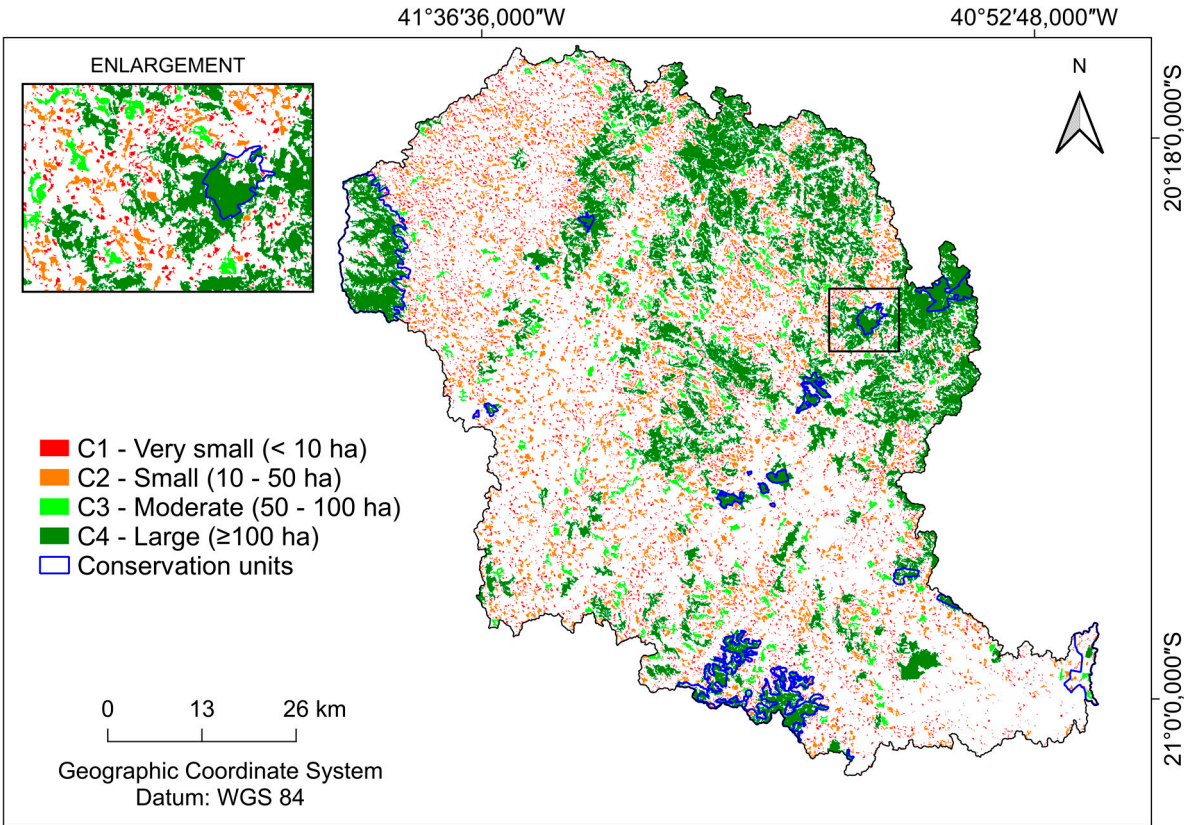 41°36′36,000″W
40°52′48,000″W
ENLARGEMENT
N
20°18′0,000″S
C1 - Very small (< 10 ha)
C2 - Small (10 - 50 ha)
C3 - Moderate (50 - 100 ha)
C4 - Large (≥100 ha)
Conservation units
21°0′0,000″S
0 13 26 km
Geographic Coordinate System
Datum: WGS 84